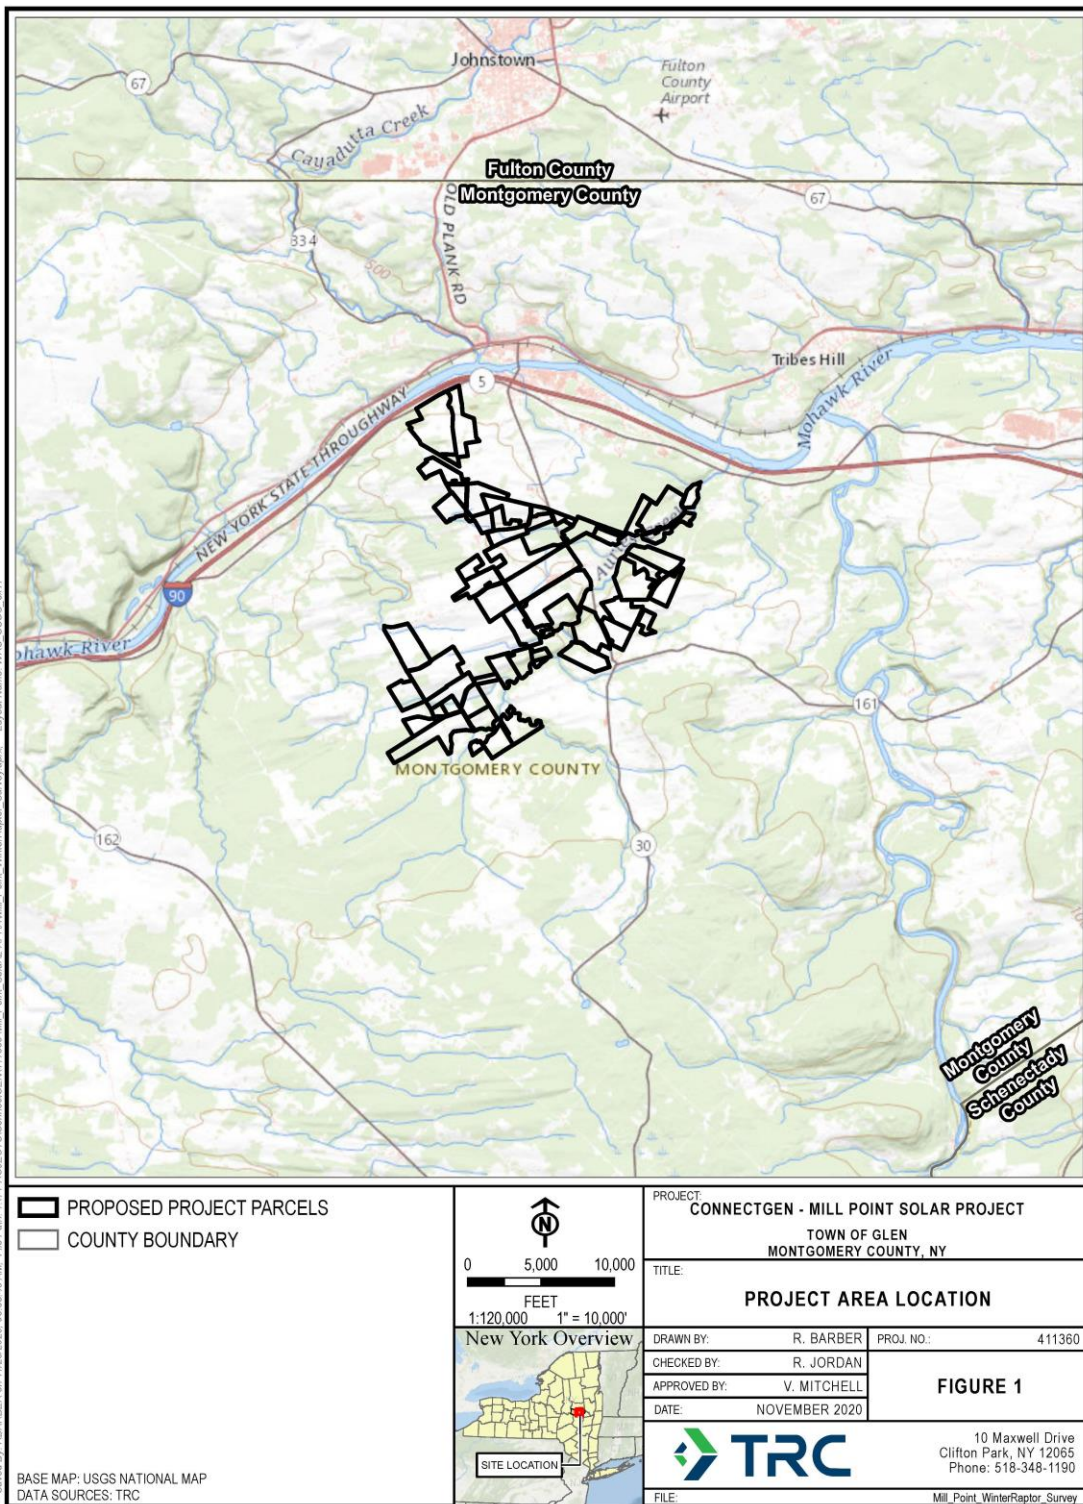 Johnstown
Fulton
County
Airport
67
Cayadutta Creek
Fulton County
Montgomery County
67
OLD PLANK RD
334
500
Tribes Hill
Mohawk River
5
NEW YORK STATE THROUGHWAY
90
Mohawk River
161
MONTGOMERY COUNTY
162
30
Montgomery
County
Schenectady
County
PROPOSED PROJECT PARCELS
COUNTY BOUNDARY
BASE MAP: USGS NATIONAL MAP
DATA SOURCES: TRC
N
0 5,000 10,000
FEET
1:120,000 1" = 10,000'
New York Overview
SITE LOCATION
PROJECT:
CONNECTGEN - MILL POINT SOLAR PROJECT
TOWN OF GLEN
MONTGOMERY COUNTY, NY
TITLE:
PROJECT AREA LOCATION
DRAWN BY: R. BARBER
PROJ. NO.: 411360
CHECKED BY: R. JORDAN
APPROVED BY: V. MITCHELL
DATE: NOVEMBER 2020
FIGURE 1
TRC
10 Maxwell Drive
Clifton Park, NY 12065
Phone: 518-348-1190
FILE: Mill_Point_WinterRaptor_Survey